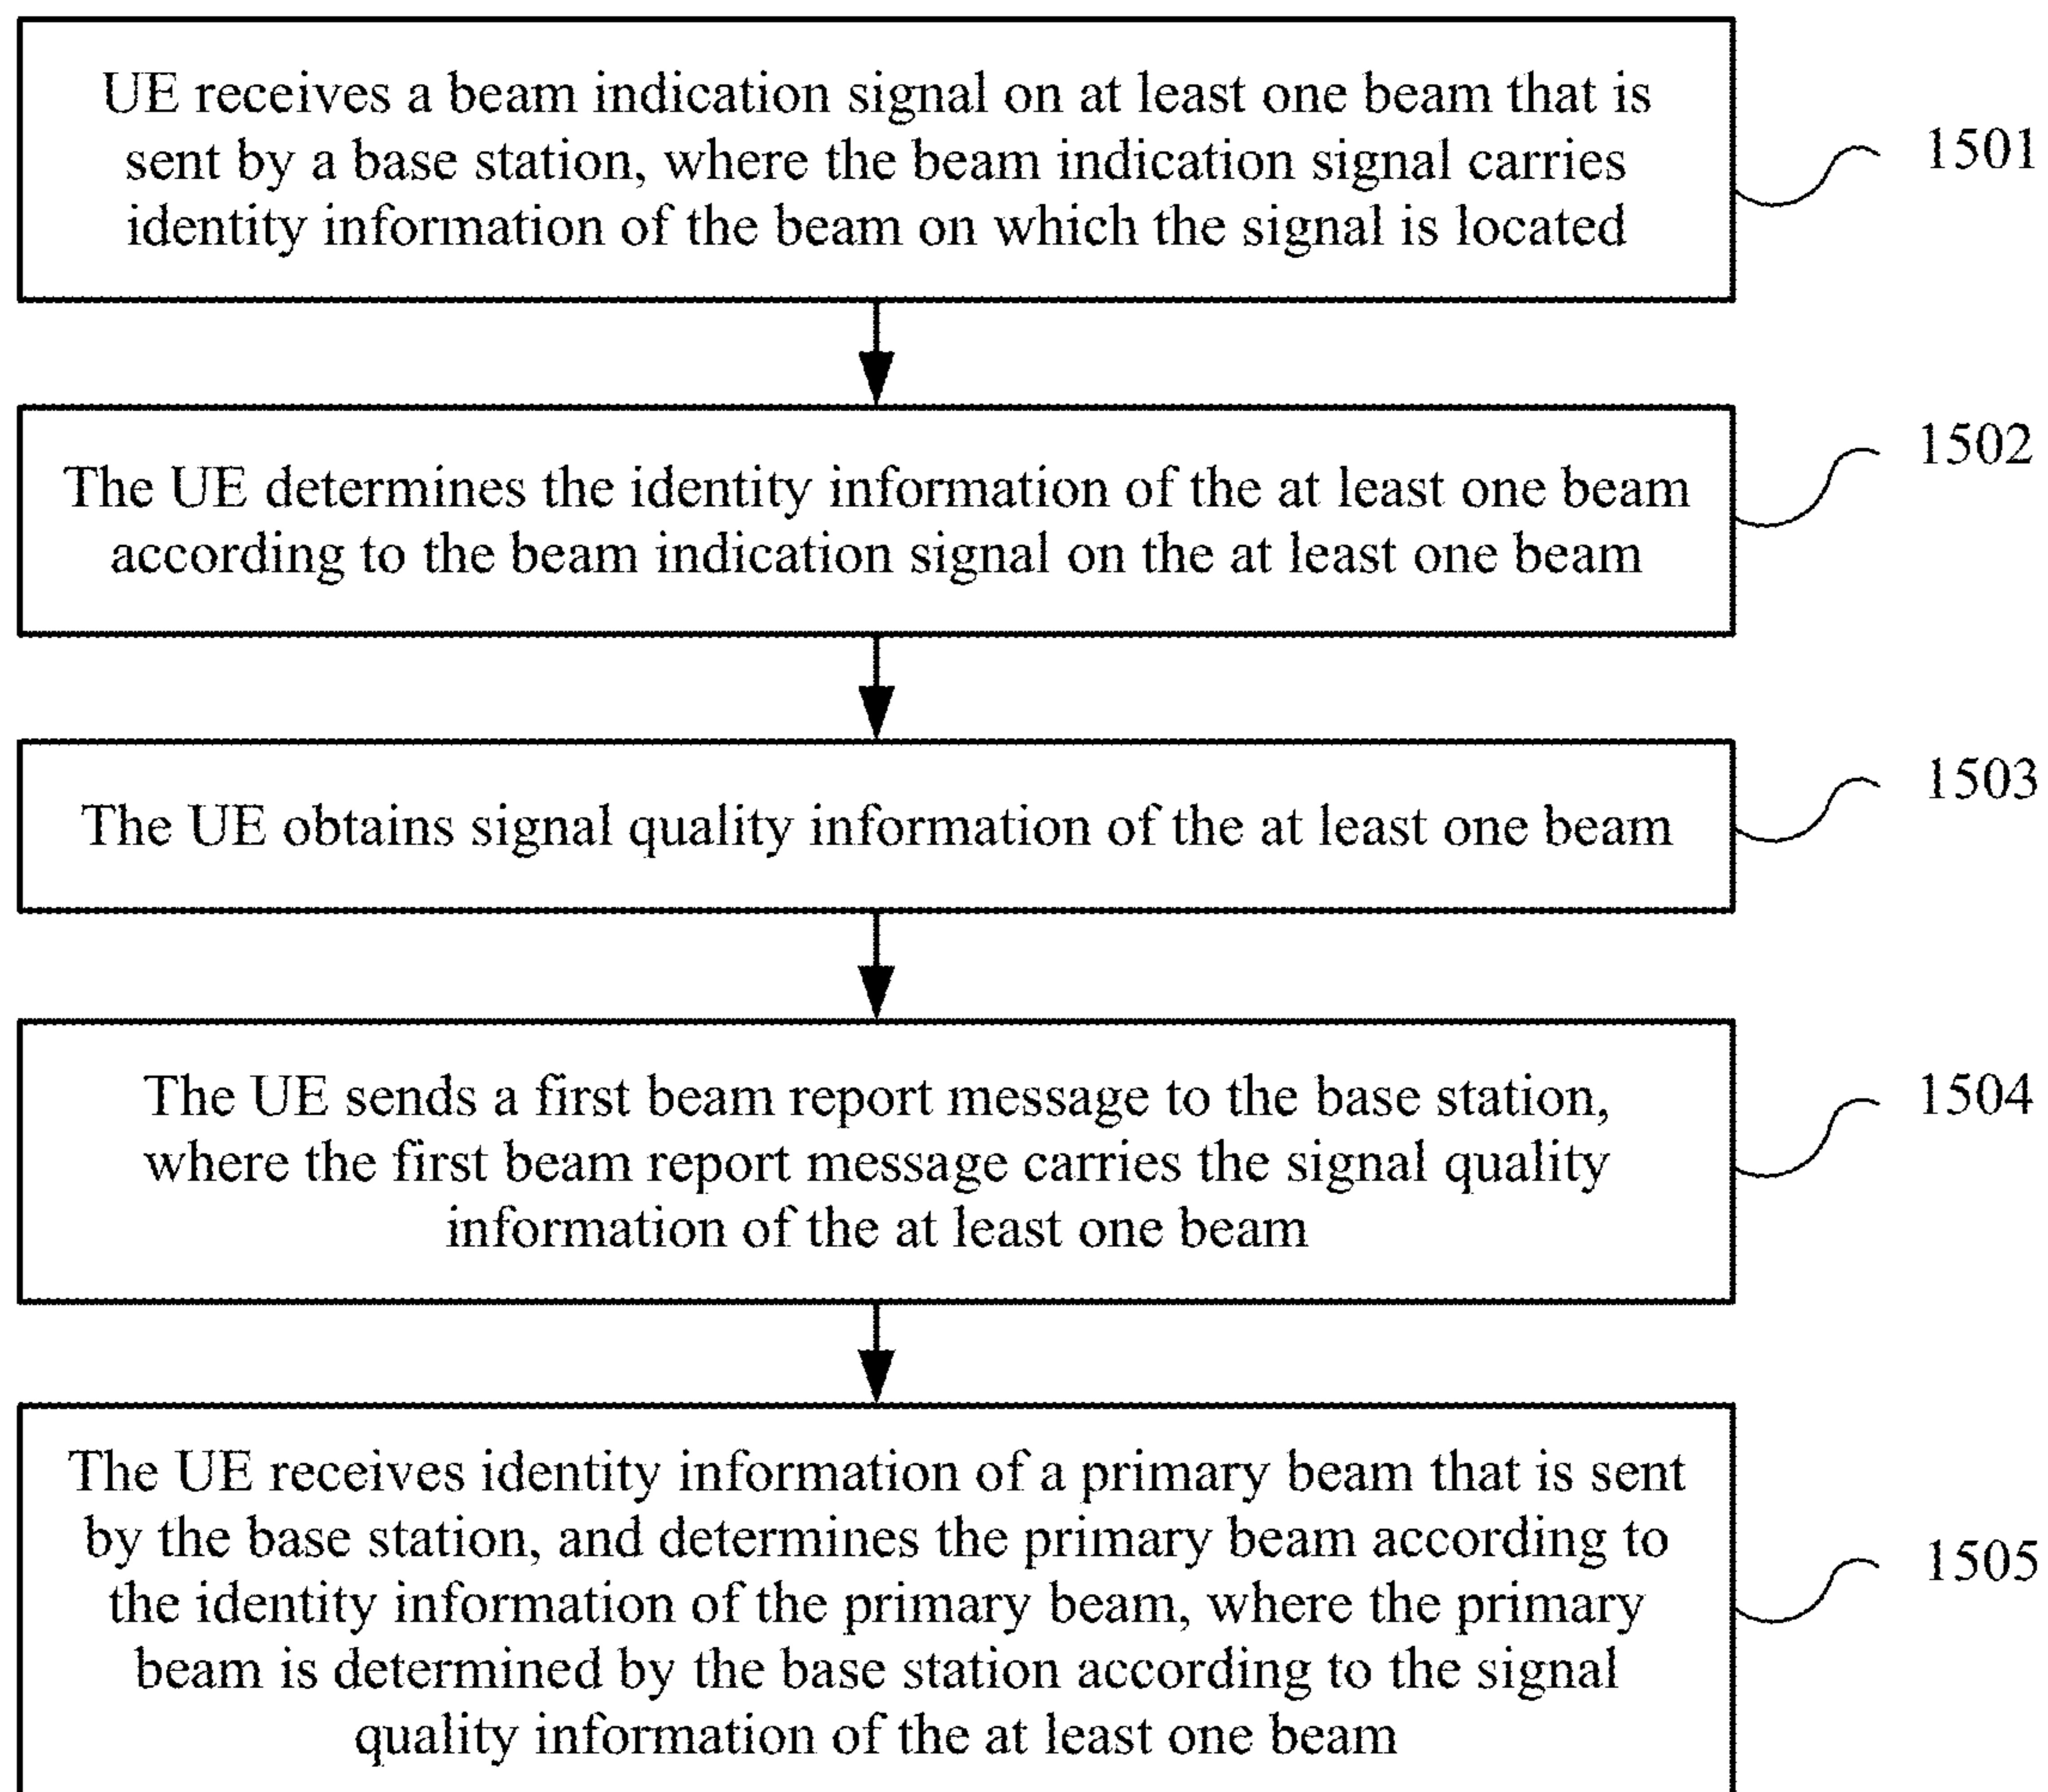 UE receives a beam indication signal on at least one beam that is
sent by a base station, where the beam indication signal carries
identity information of the beam on which the signal is located
1501
The UE determines the identity information of the at least one beam
according to the beam indication signal on the at least one beam
1502
The UE obtains signal quality information of the at least one beam
1503
The UE sends a first beam report message to the base station,
where the first beam report message carries the signal quality
information of the at least one beam
1504
The UE receives identity information of a primary beam that is sent
by the base station, and determines the primary beam according to
the identity information of the primary beam, where the primary
beam is determined by the base station according to the signal
quality information of the at least one beam
1505